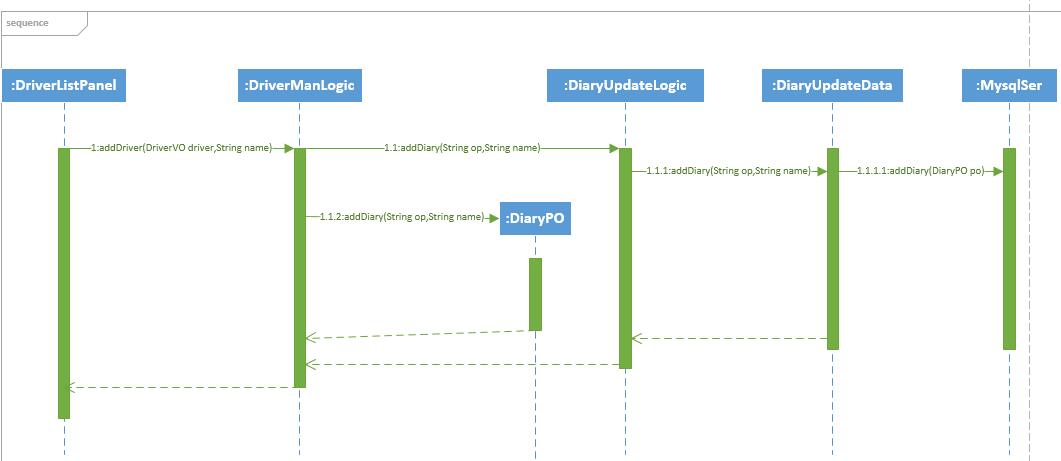 sequence
:DriverListPanel
:DriverManLogic
:DiaryUpdateLogic
:DiaryUpdateData
:MysqlSer
1:addDriver(DriverVO driver,String name)
1.1:addDiary(String op,String name)
1.1.1:addDiary(String op,String name)
1.1.1.1:addDiary(DiaryPO po)
1.1.2:addDiary(String op,String name)
:DiaryPO